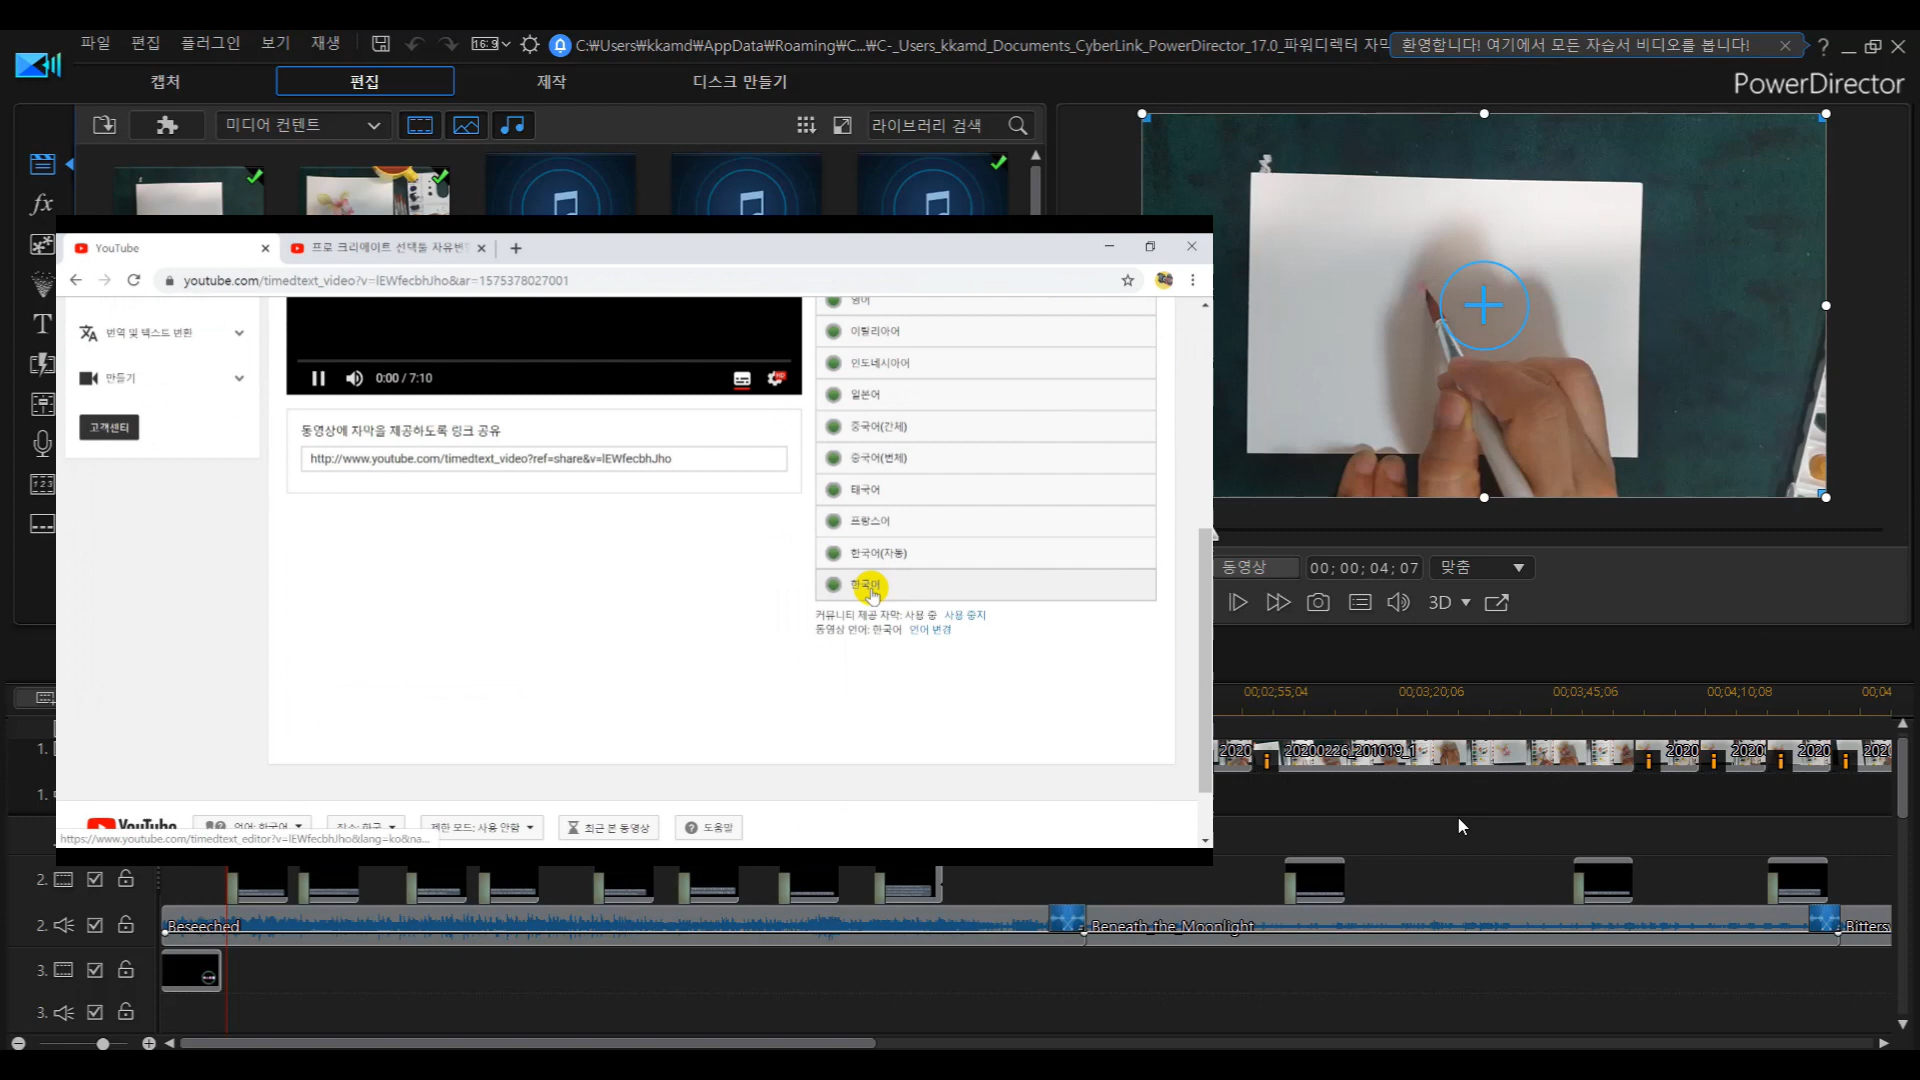 파일 편집 플러그인 보기 재생
16:9
C:₩Users₩kkamd₩AppData₩Roaming₩C...₩C-_Users_kkamd_Documents_CyberLink_PowerDirector_17.0_파워디렉터 자막
환영합니다! 여기에서 모든 자습서 비디오를 봅니다!
캡처 편집 제작 디스크 만들기
PowerDirector
미디어 컨텐트
라이브러리 검색
YouTube
프로 크리에이트 선택툴 자유변
youtube.com/timedtext_video?v=lEWfecbhJho&ar=1575378027001
번역 및 텍스트 변환
만들기
고객센터
0:00 / 7:10
동영상에 자막을 제공하도록 링크 공유
http://www.youtube.com/timedtext_video?ref=share&v=lEWfecbhJho
영어
이탈리아어
인도네시아어
일본어
중국어(간체)
중국어(번체)
태국어
프랑스어
한국어(자동)
한국어
커뮤니티 제공 자막: 사용 중 사용 중지
동영상 언어: 한국어 언어 변경
YouTube
언어: 한국어
장소: 한국
제한 모드: 사용 안함
최근 본 동영상
도움말
https://www.youtube.com/timedtext_editor?v=lEWfecbhJho&lang=ko&na...
동영상
00; 00; 04; 07
맞춤
3D
00;02;55;04 00;03;20;06 00;03;45;06 00;04;10;08 00;04
1.
2020 20200226_201019_1 2020 2020 2020 202
1.
2.
2.
Beseeched
Beneath_the_Moonlight
Bitters
3.
3.